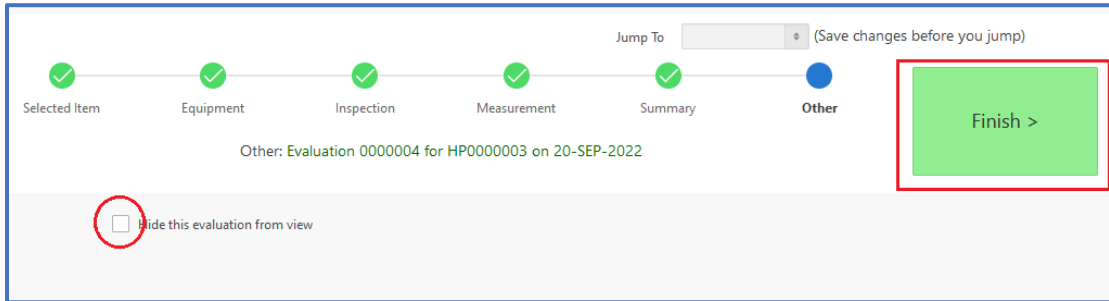 Jump To (Save changes before you jump)
Selected Item Equipment Inspection Measurement Summary Other
Finish >
Other: Evaluation 0000004 for HP0000003 on 20-SEP-2022
Hide this evaluation from view